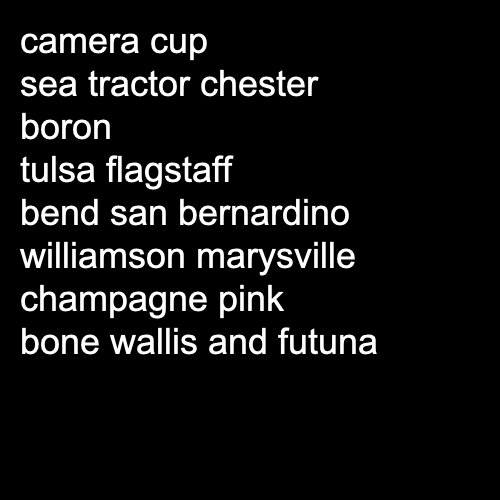 camera cup
sea tractor chester
boron
tulsa flagstaff
bend san bernardino
williamson marysville
champagne pink
bone wallis and futuna